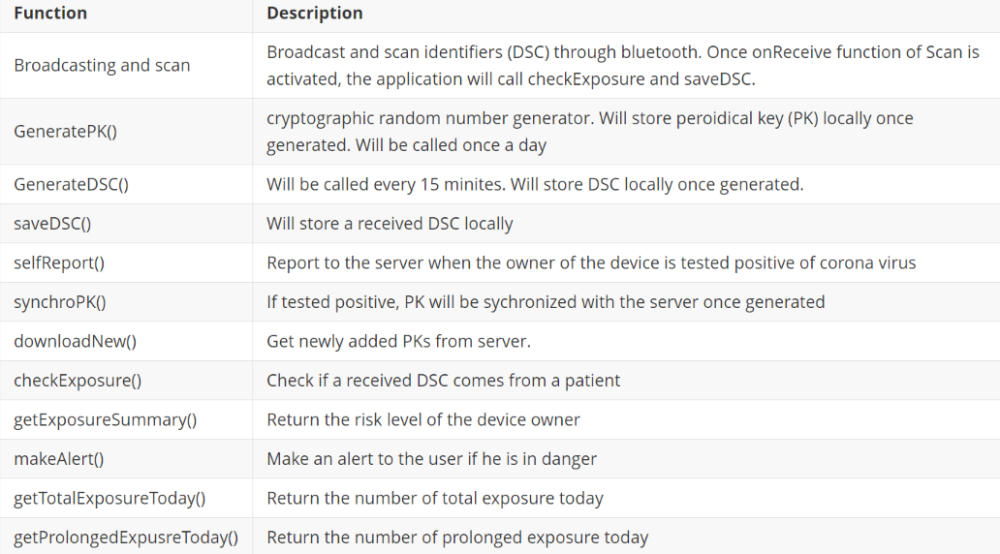 Function Description
Broadcasting and scan
Broadcast and scan identifiers (DSC) through bluetooth. Once onReceive function of Scan is
activated, the application will call checkExposure and saveDSC.
GeneratePK()
cryptographic random number generator. Will store peroidical key (PK) locally once
generated. Will be called once a day
GenerateDSC() Will be called every 15 minites. Will store DSC locally once generated.
saveDSC() Will store a received DSC locally
selfReport() Report to the server when the owner of the device is tested positive of corona virus
synchroPK() If tested positive, PK will be sychronized with the server once generated
downloadNew() Get newly added PKs from server.
checkExposure() Check if a received DSC comes from a patient
getExposureSummary() Return the risk level of the device owner
makeAlert() Make an alert to the user if he is in danger
getTotalExposureToday() Return the number of total exposure today
getProlongedExpusreToday() Return the number of prolonged exposure today